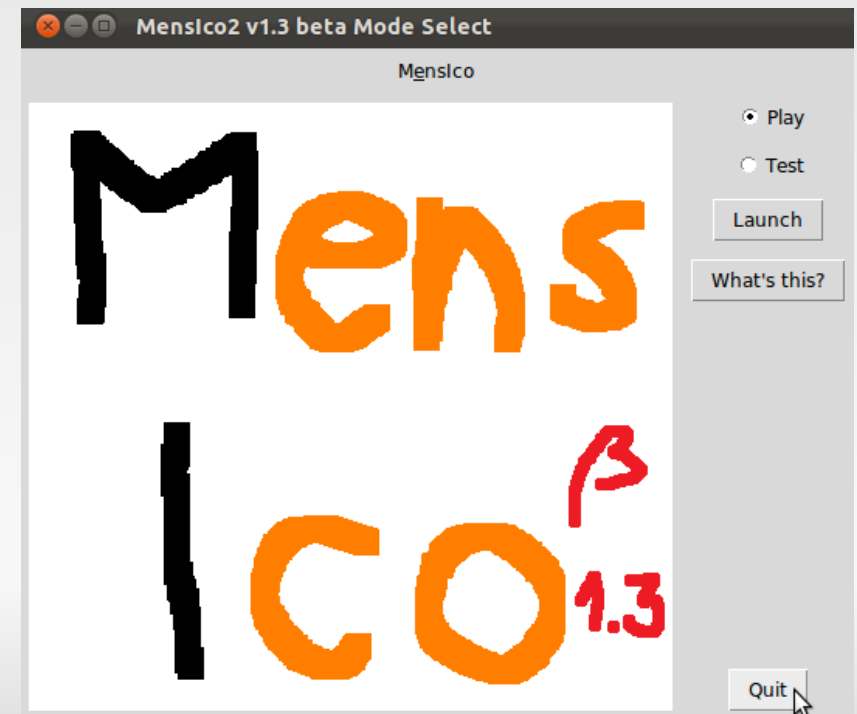 MensIco2 v1.3 beta Mode Select
MensIco
Play
Test
Launch
What's this?
Mens
Ico
β
1.3
Quit